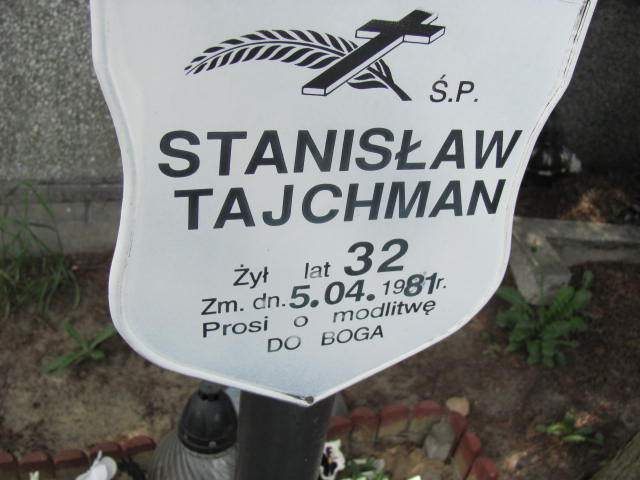 Ś.P.
STANISŁAW
TAJCHMAN
Żył lat 32
Zm. dn. 5.04. 1981r.
Prosi o modlitwę
DO BOGA